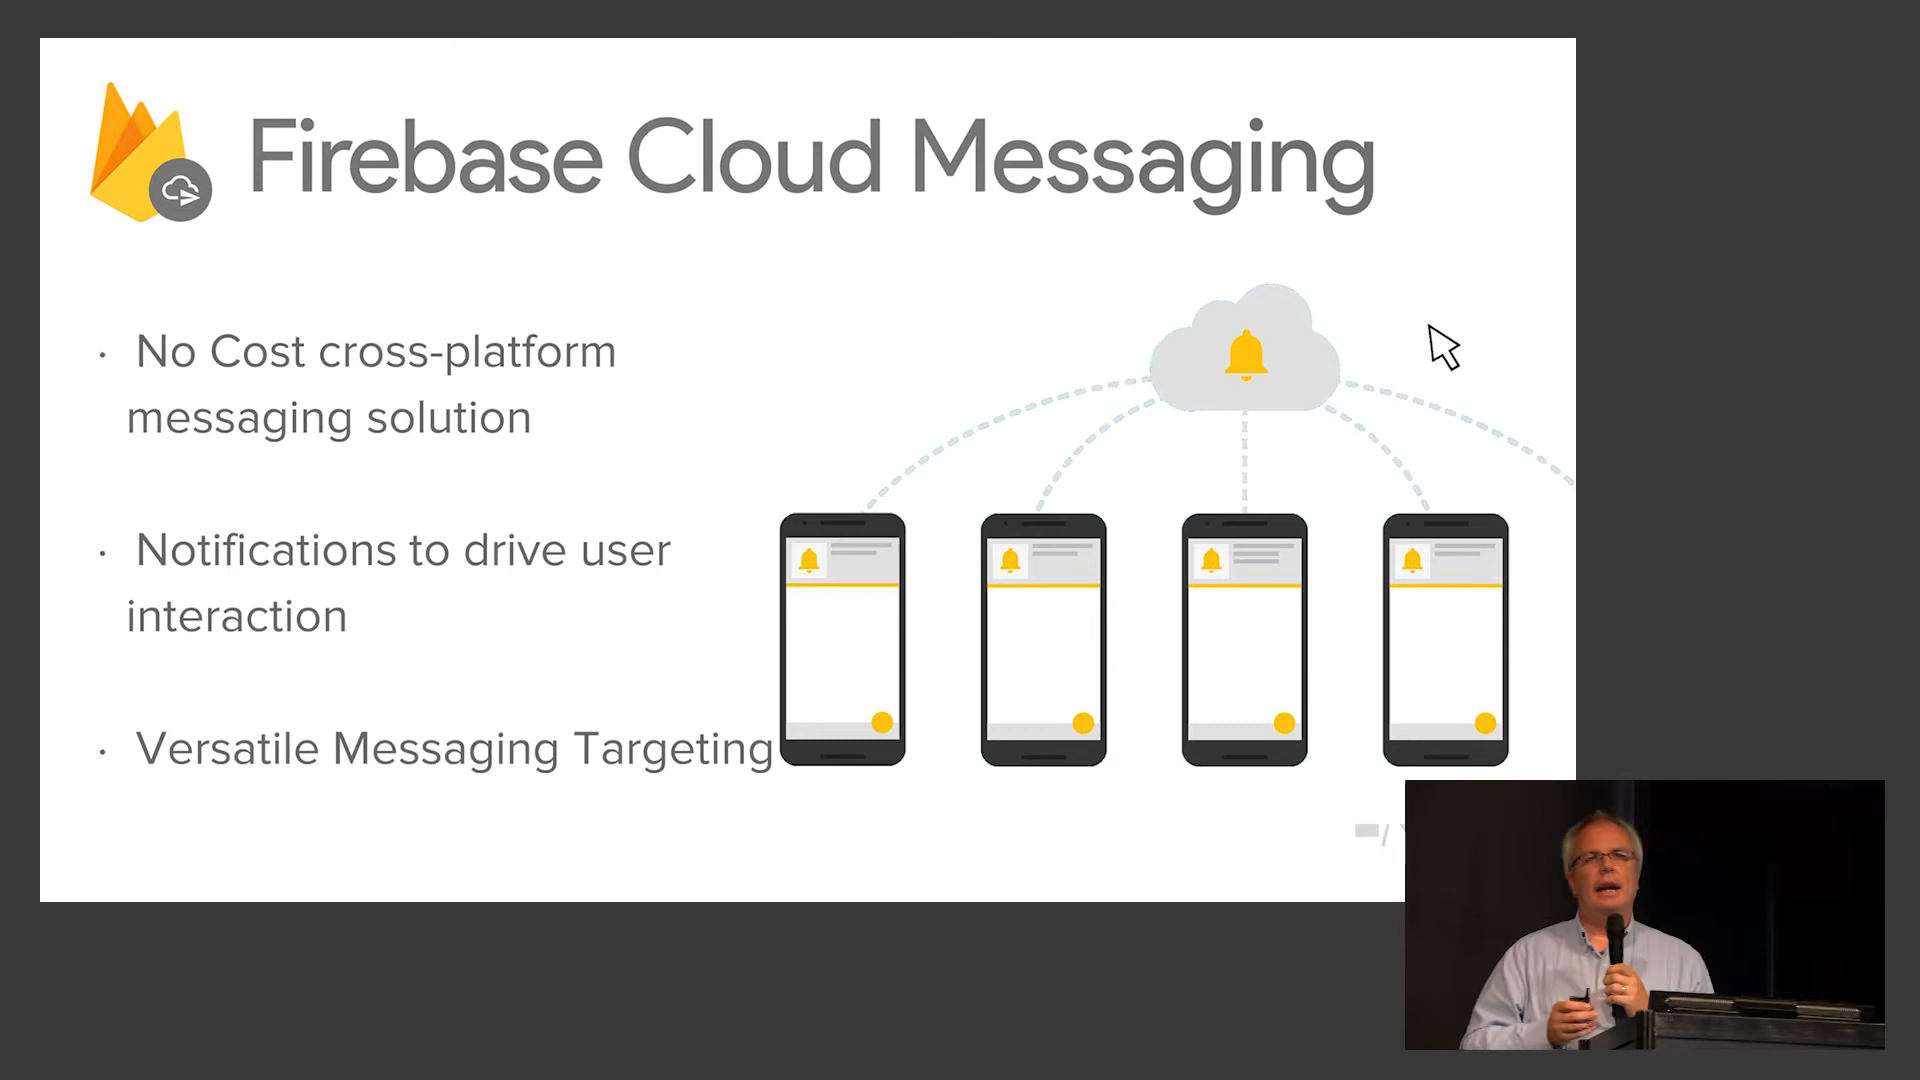 Firebase Cloud Messaging
· No Cost cross-platform
messaging solution
· Notifications to drive user
interaction
· Versatile Messaging Targeting